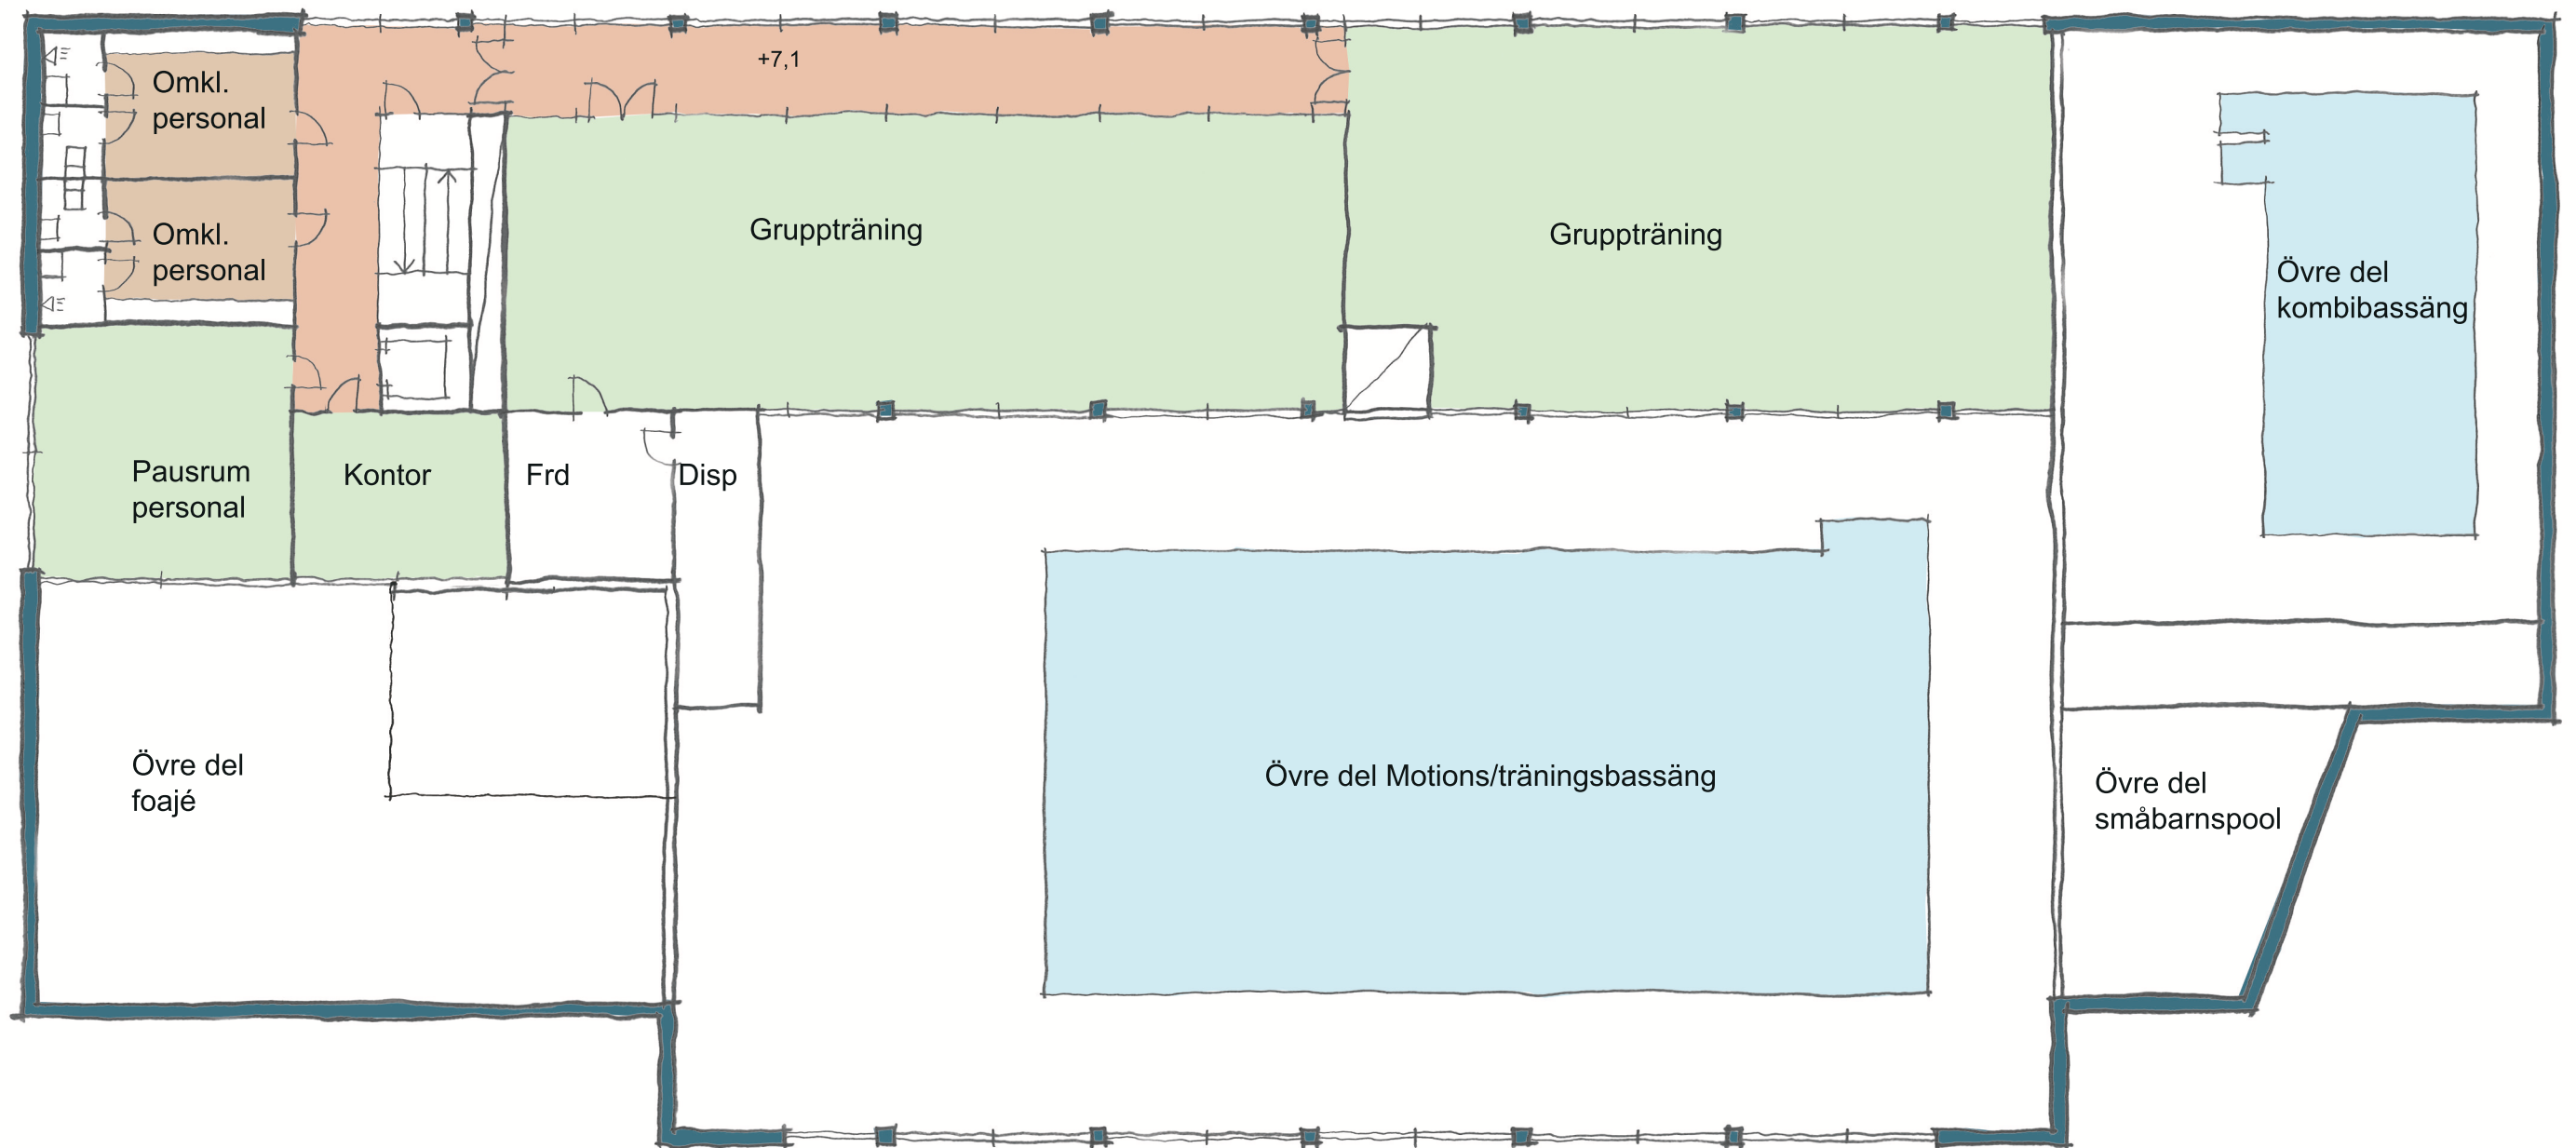 +7,1
Omkl.
personal
Omkl.
personal
Gruppträning
Gruppträning
Övre del
kombibassäng
Pausrum
personal
Kontor
Frd
Disp
Övre del
foajé
Övre del Motions/träningsbassäng
Övre del
småbarnspool